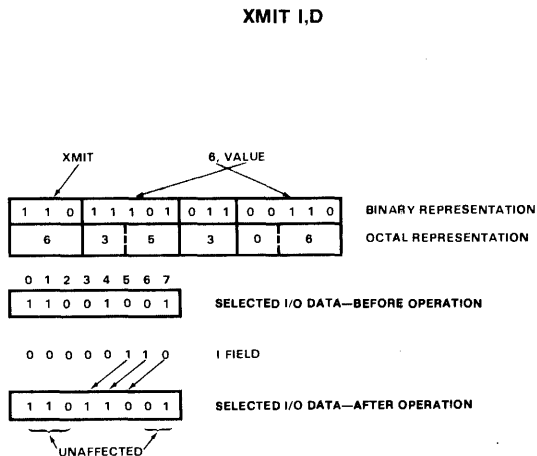 XMIT I,D
XMIT 6, VALUE
1 1 0 1 1 1 0 1 0 1 1 0 0 1 1 0 BINARY REPRESENTATION
6 3 5 3 0 6 OCTAL REPRESENTATION
0 1 2 3 4 5 6 7
1 1 0 0 1 0 0 1 SELECTED I/O DATA—BEFORE OPERATION
0 0 0 0 0 1 1 0 I FIELD
1 1 0 1 1 0 0 1 SELECTED I/O DATA—AFTER OPERATION
UNAFFECTED